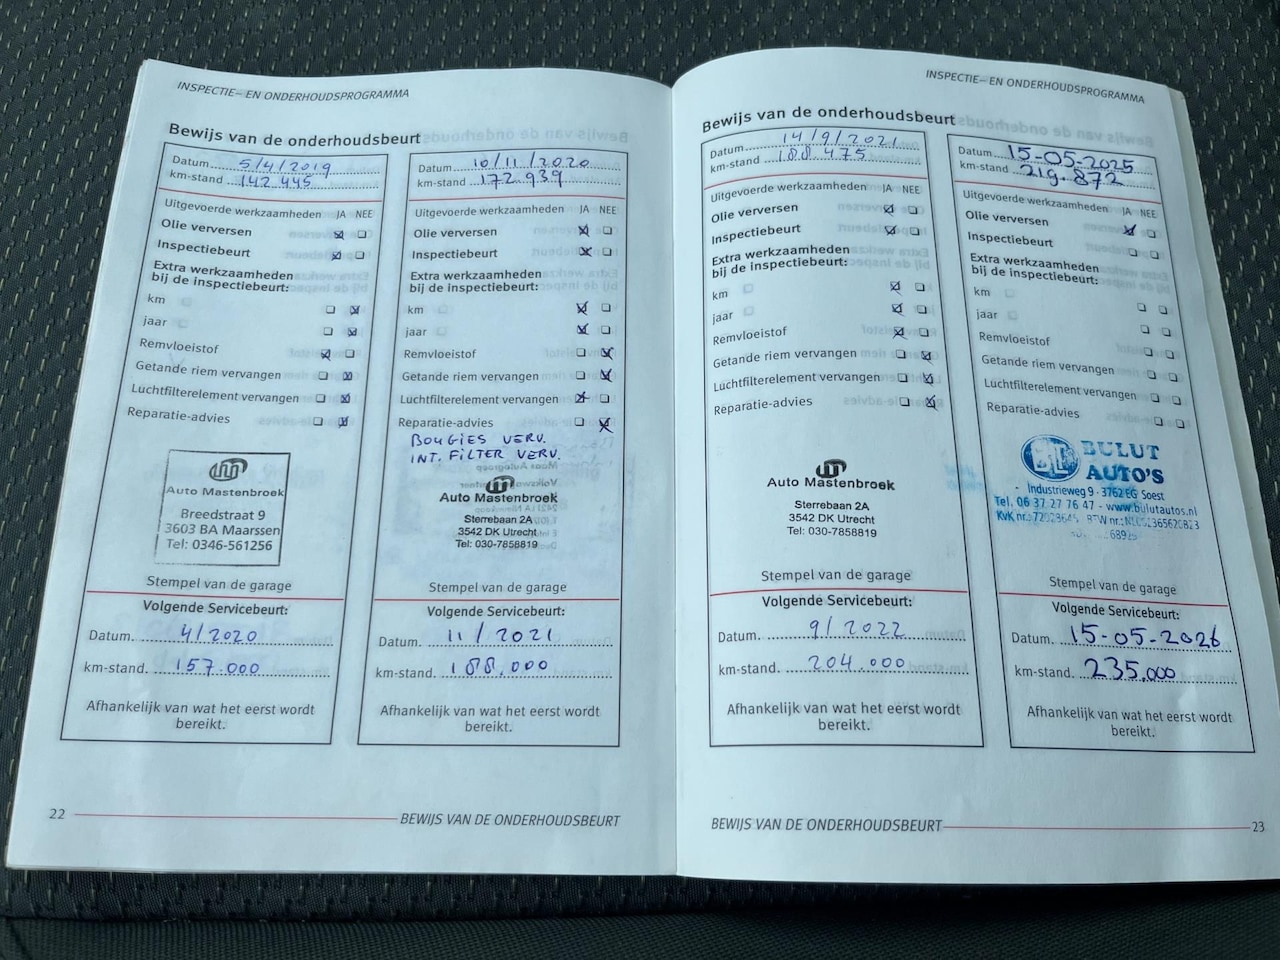 INSPECTIE- EN ONDERHOUDSPROGRAMMA
Bewijs van de onderhoudsbeurt
Datum 5/4/2019
km-stand 142 445
Uitgevoerde werkzaamheden JA NEE
Olie verversen
Inspectiebeurt
Extra werkzaamheden
bij de inspectiebeurt:
km
jaar
Remvloeistof
Getande riem vervangen
Luchtfilterelement vervangen
Reparatie-advies
Auto Mastenbroek
Breedstraat 9
3603 BA Maarssen
Tel: 0346-561256
Stempel van de garage
Volgende Servicebeurt:
Datum. 4/2020
km-stand. 157.000
Afhankelijk van wat het eerst wordt
bereikt.
Datum 10/11/2020
km-stand 172.939
Uitgevoerde werkzaamheden JA NEE
Olie verversen
Inspectiebeurt
Extra werkzaamheden
bij de inspectiebeurt:
km
jaar
Remvloeistof
Getande riem vervangen
Luchtfilterelement vervangen
Reparatie-advies
BOUGIES VERV.
INT. FILTER VERV.
Auto Mastenbroek
Sterrebaan 2A
3542 DK Utrecht
Tel: 030-7858819
Stempel van de garage
Volgende Servicebeurt:
Datum. 11/2021
km-stand. 188.000
Afhankelijk van wat het eerst wordt
bereikt.
22 BEWIJS VAN DE ONDERHOUDSBEURT
INSPECTIE- EN ONDERHOUDSPROGRAMMA
Bewijs van de onderhoudsbeurt
Datum 14/9/2021
km-stand 188 475
Uitgevoerde werkzaamheden JA NEE
Olie verversen
Inspectiebeurt
Extra werkzaamheden
bij de inspectiebeurt:
km
jaar
Remvloeistof
Getande riem vervangen
Luchtfilterelement vervangen
Reparatie-advies
Auto Mastenbroek
Sterrebaan 2A
3542 DK Utrecht
Tel: 030-7858819
Stempel van de garage
Volgende Servicebeurt:
Datum. 9/2022
km-stand. 204.000
Afhankelijk van wat het eerst wordt
bereikt.
Datum 15-05-2025
km-stand 219.872
Uitgevoerde werkzaamheden JA NEE
Olie verversen
Inspectiebeurt
Extra werkzaamheden
bij de inspectiebeurt:
km
jaar
Remvloeistof
Getande riem vervangen
Luchtfilterelement vervangen
Reparatie-advies
BULUT
AUTO'S
Industrieweg 9 - 3762 EG Soest
Tel. 06 37 27 76 47 - www.bulutautos.nl
KvK nr.: BTW nr.:
Stempel van de garage
Volgende Servicebeurt:
Datum. 15-05-2026
km-stand. 235.000
Afhankelijk van wat het eerst wordt
bereikt.
BEWIJS VAN DE ONDERHOUDSBEURT 23